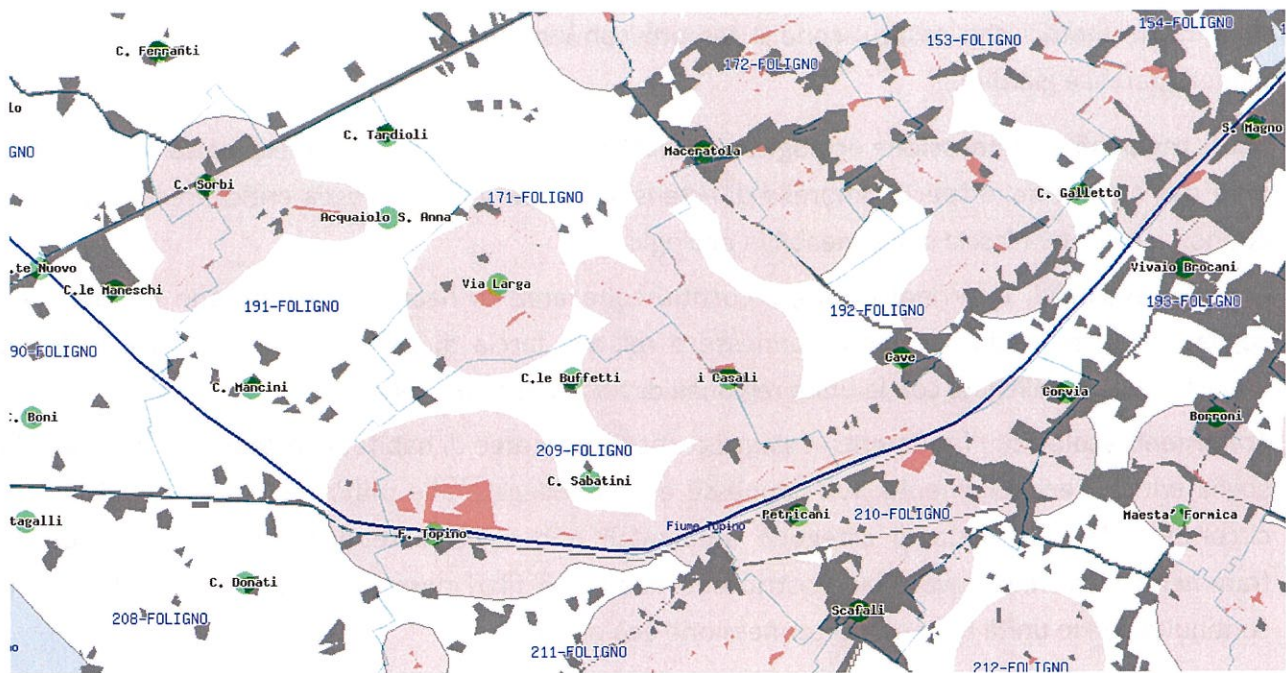 154-FOLIGNO
153-FOLIGNO
C. Ferranti
172-FOLIGNO
lo
C. Tardioli
S. Magno
GNO
Maceratola
C. Sorbi
C. Galletto
171-FOLIGNO
Acquaiolo S. Anna
te Nuovo
Vivaio Brocani
C.le Maneschi
Via Larga
193-FOLIGNO
191-FOLIGNO
192-FOLIGNO
90-FOLIGNO
Cave
C.le Buffetti
i Casali
C. Mancini
Corvia
. Boni
Borroni
209-FOLIGNO
C. Sabatini
Petricani
210-FOLIGNO
Maesta' Formica
tagalli
Fiume Topino
F. Topino
C. Donati
Scafali
208-FOLIGNO
no
211-FOLIGNO
212-FOLIGNO